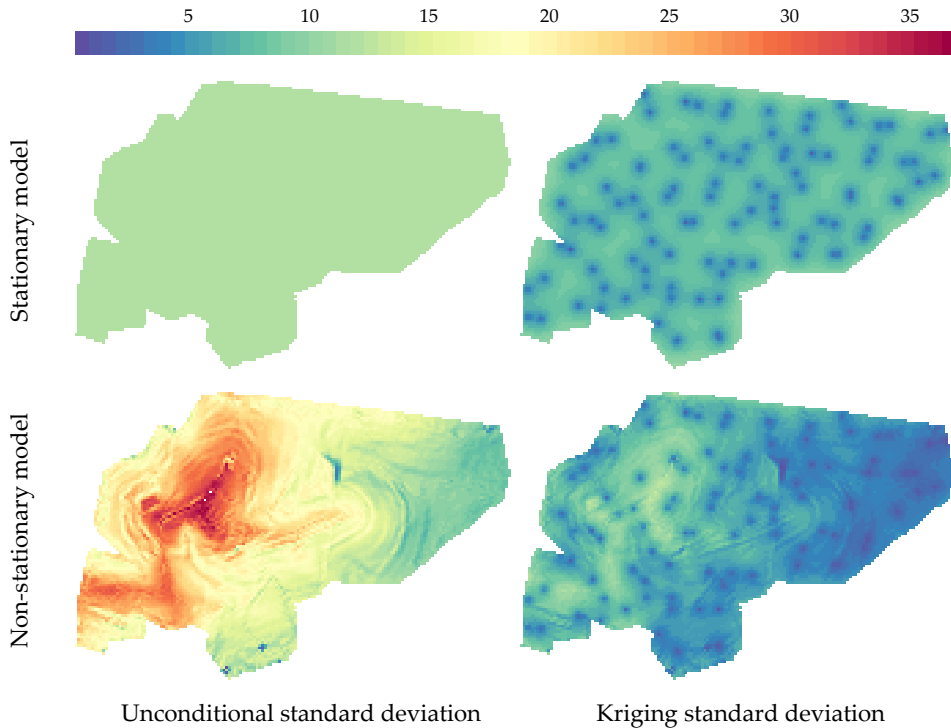 5 10 15 20 25 30 35
Stationary model
Non-stationary model
Unconditional standard deviation Kriging standard deviation